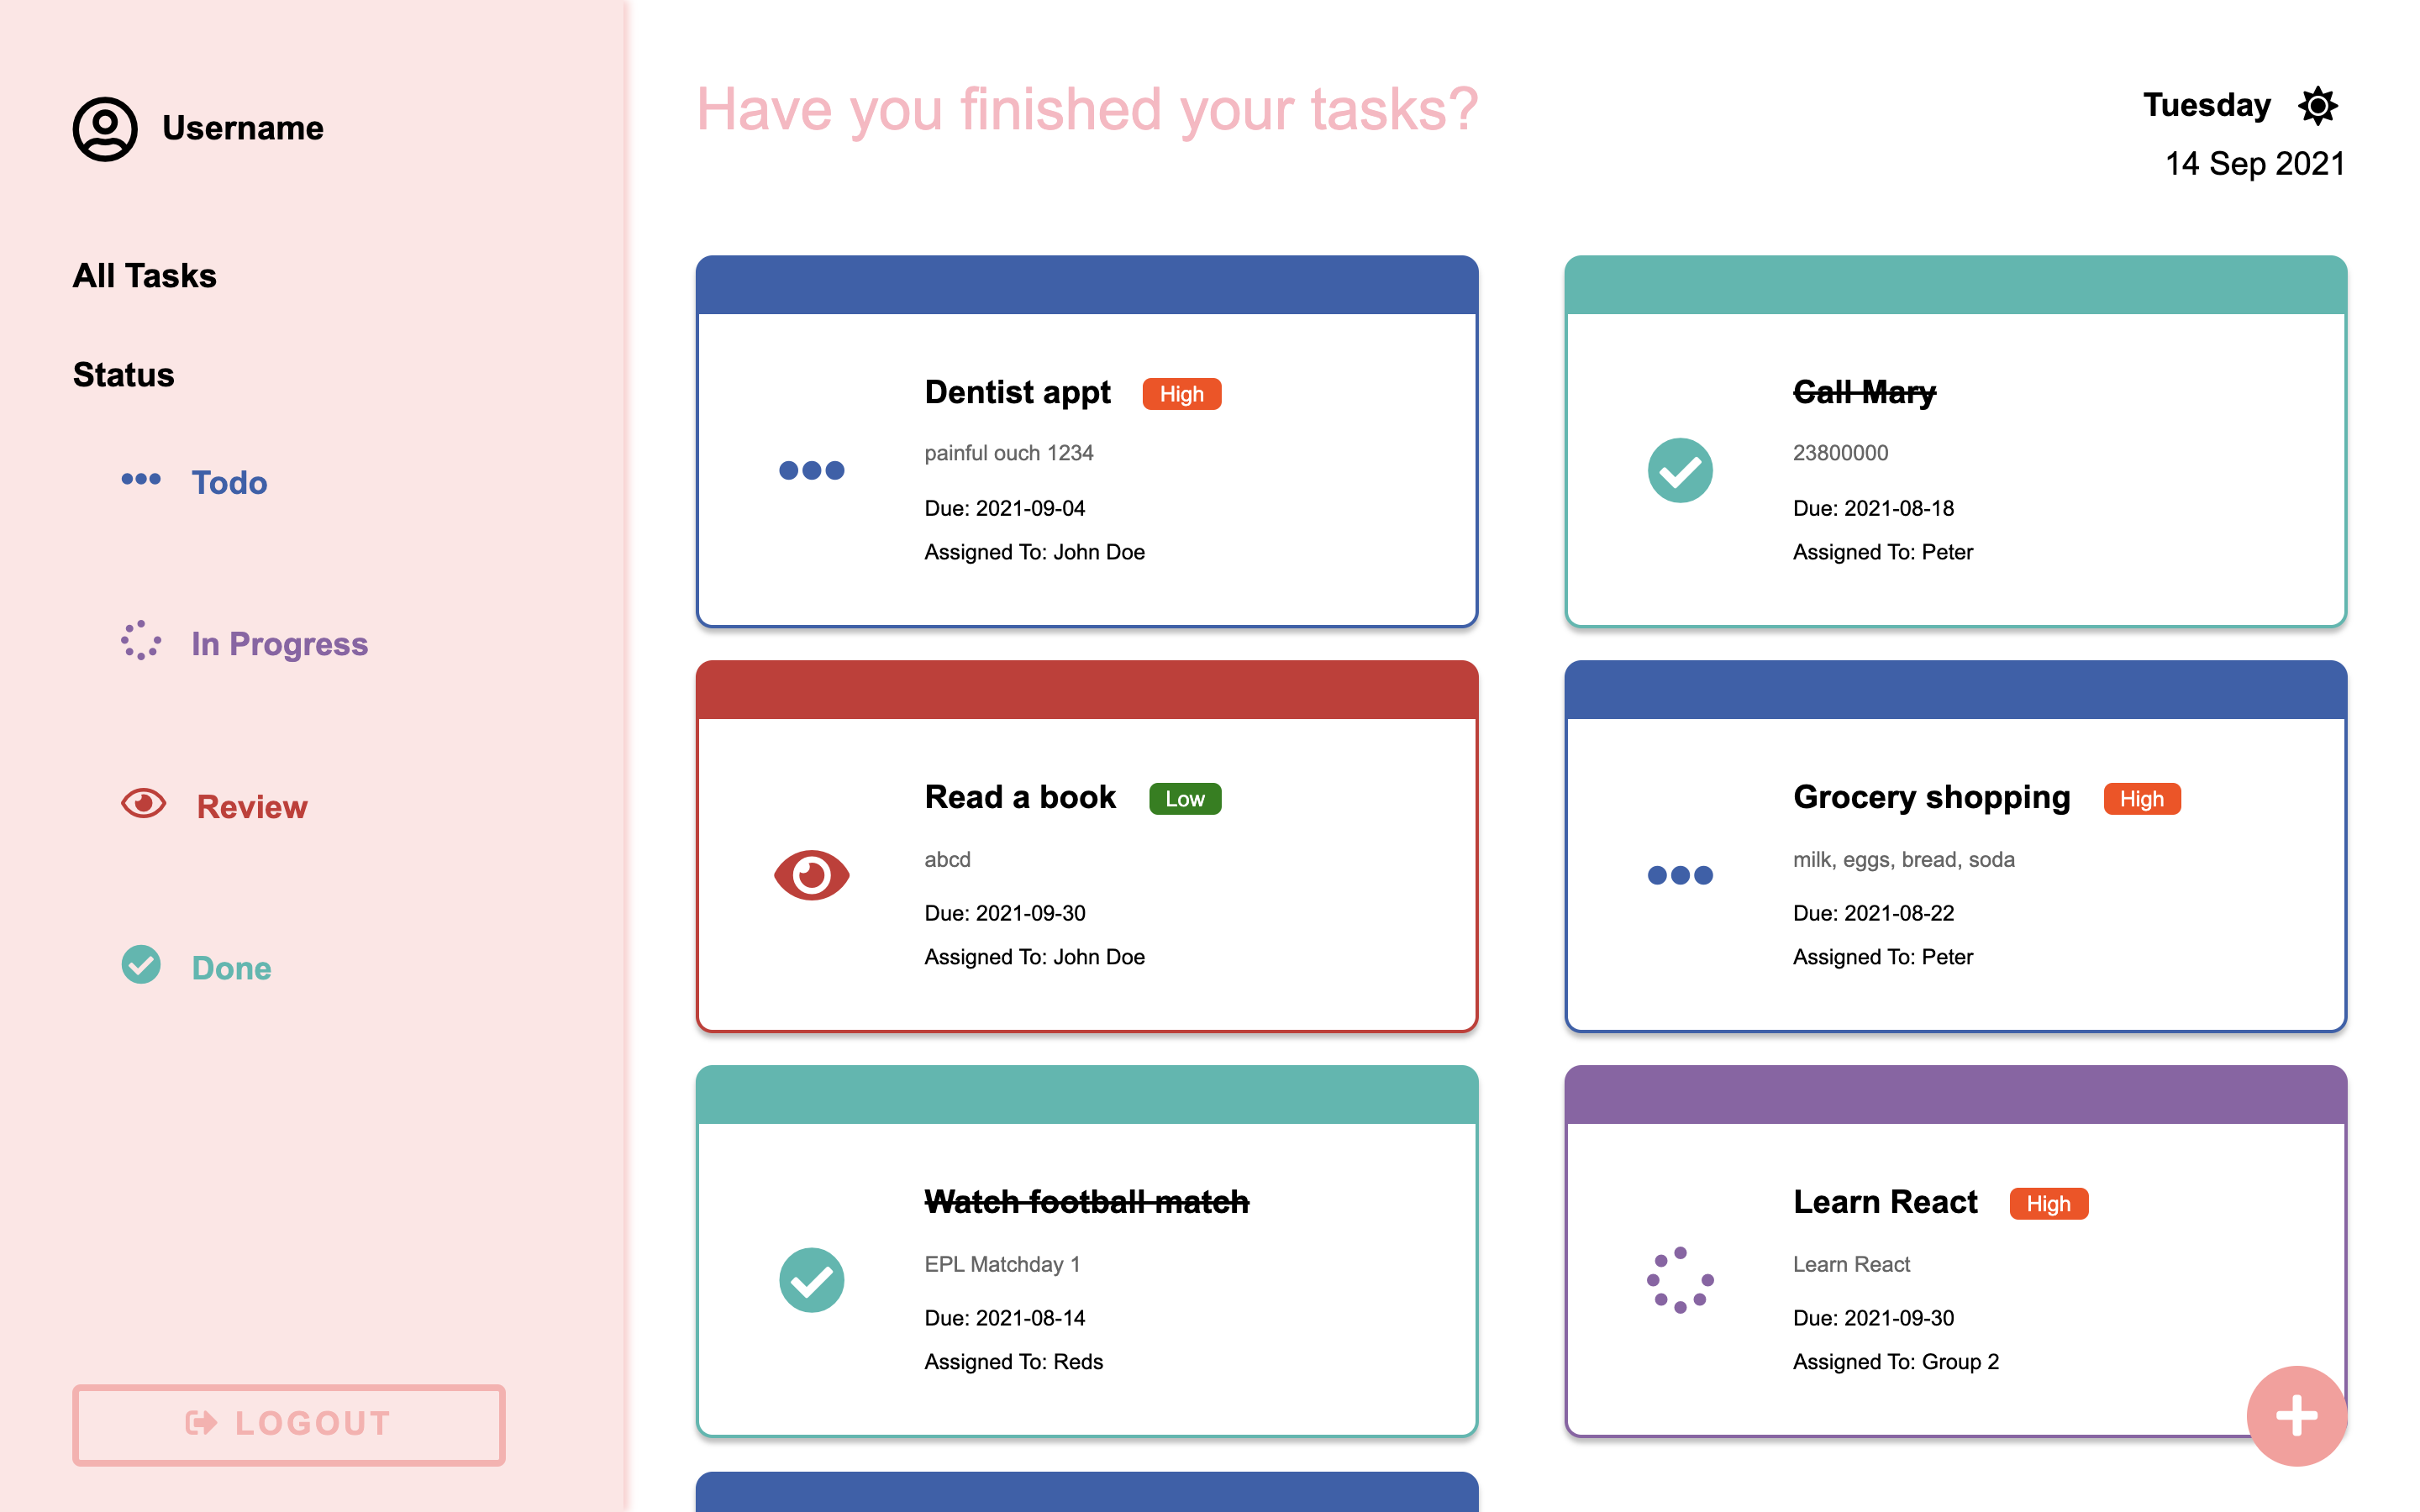 Username
All Tasks
Status
Todo
In Progress
Review
Done
LOGOUT
Have you finished your tasks?
Tuesday
14 Sep 2021
Dentist appt High
painful ouch 1234
Due: 2021-09-04
Assigned To: John Doe
Call Mary
23800000
Due: 2021-08-18
Assigned To: Peter
Read a book Low
abcd
Due: 2021-09-30
Assigned To: John Doe
Grocery shopping High
milk, eggs, bread, soda
Due: 2021-08-22
Assigned To: Peter
Watch football match
EPL Matchday 1
Due: 2021-08-14
Assigned To: Reds
Learn React High
Learn React
Due: 2021-09-30
Assigned To: Group 2